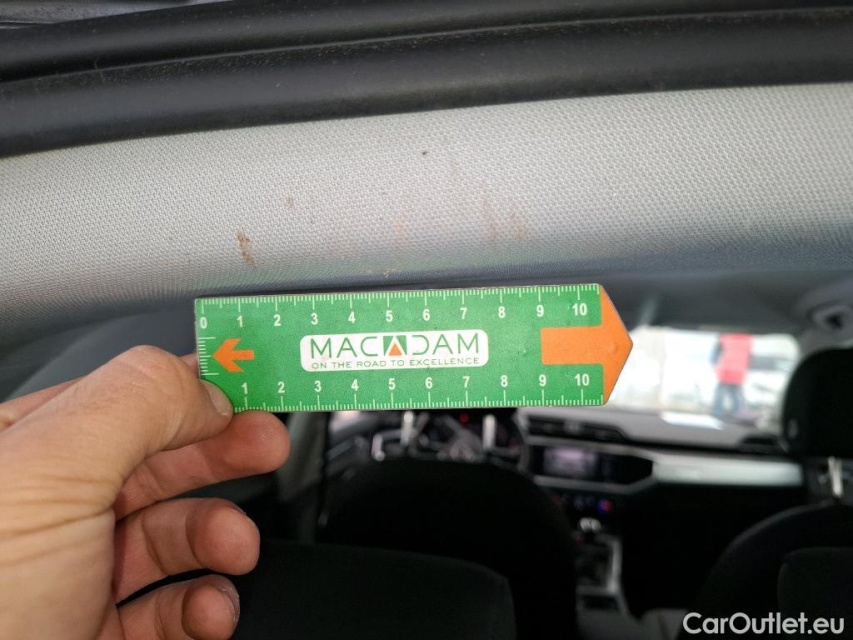 0 1 2 3 4 5 6 7 8 9 10
MACADAM
ON THE ROAD TO EXCELLENCE
1 2 3 4 5 6 7 8 9 10
CarOutlet.eu